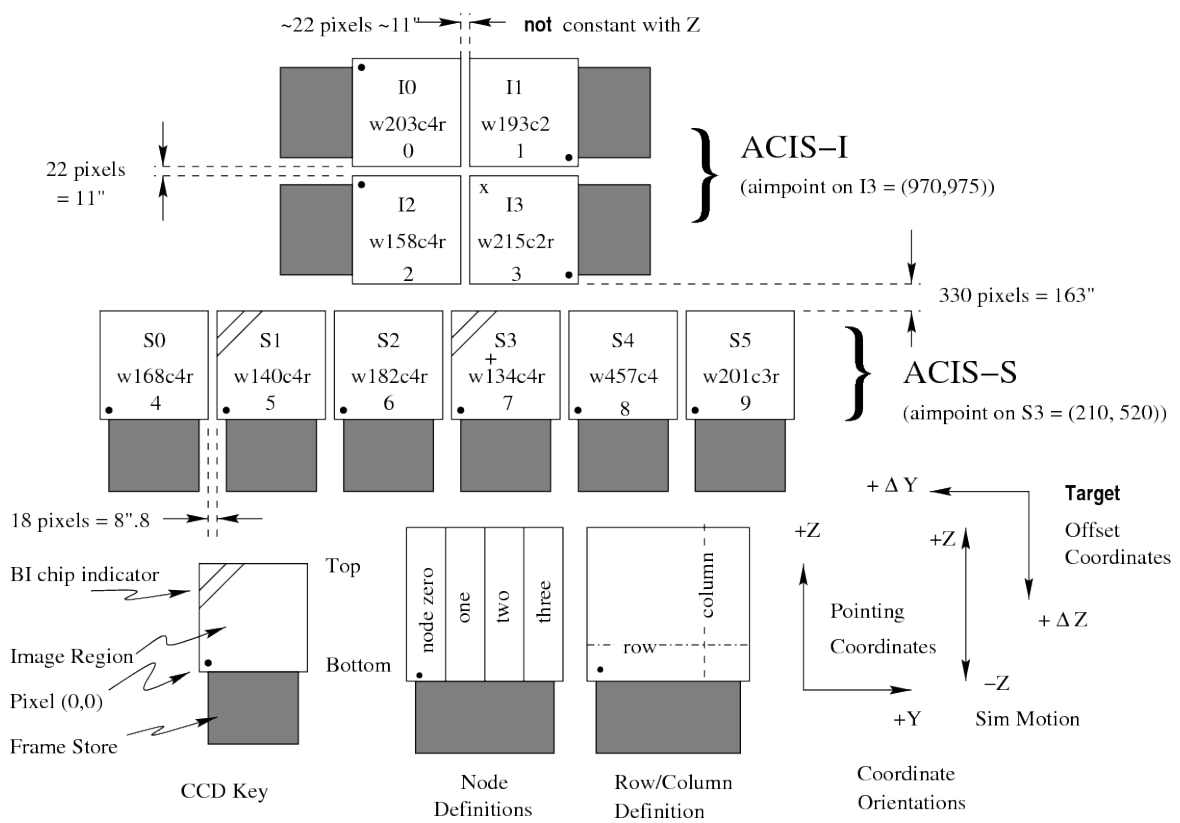 ~22 pixels ~11"
not constant with Z
I0
w203c4r
0
I1
w193c2
1
22 pixels
= 11"
ACIS–I
(aimpoint on I3 = (970,975))
I2
w158c4r
2
x
I3
w215c2r
3
330 pixels = 163"
S0
w168c4r
4
S1
w140c4r
5
S2
w182c4r
6
S3
+
w134c4r
7
S4
w457c4
8
S5
w201c3r
9
ACIS–S
(aimpoint on S3 = (210, 520))
18 pixels = 8".8
BI chip indicator
Image Region
Pixel (0,0)
Frame Store
CCD Key
Top
Bottom
node zero
one
two
three
Node
Definitions
column
row
Row/Column
Definition
+Z
Pointing
Coordinates
+Y
+ Δ Y
Target
Offset
Coordinates
+ Δ Z
+Z
–Z
Sim Motion
Coordinate
Orientations